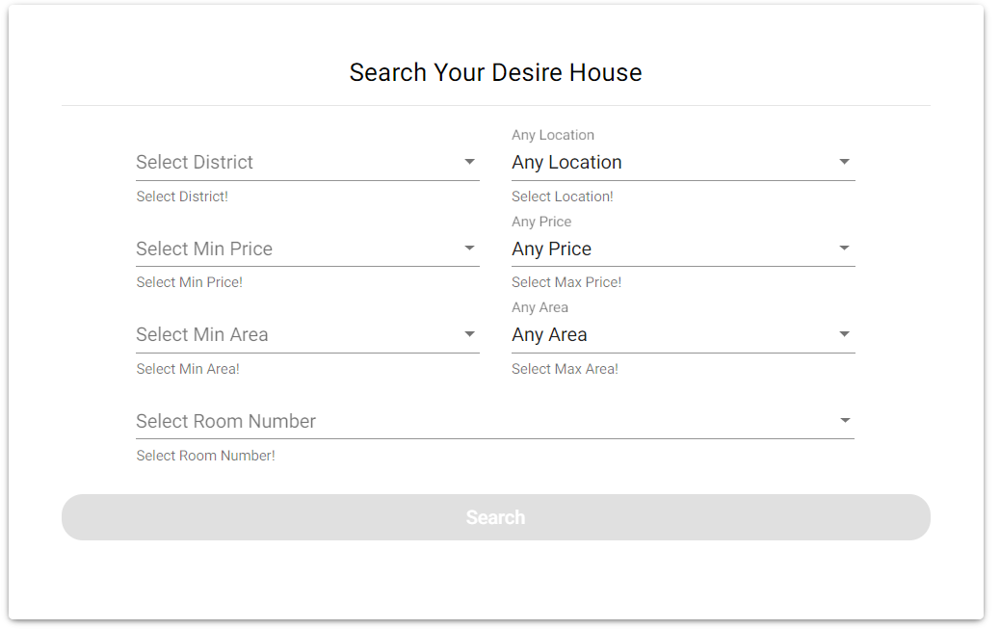 Search Your Desire House
Any Location
Select District
Any Location
Select District!
Select Location!
Any Price
Select Min Price
Any Price
Select Min Price!
Select Max Price!
Any Area
Select Min Area
Any Area
Select Min Area!
Select Max Area!
Select Room Number
Select Room Number!
Search